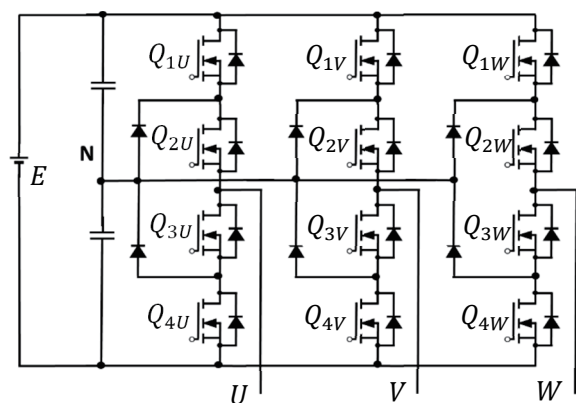 Q1U Q1V Q1W
Q2U Q2V Q2W
N
E
Q3U Q3V Q3W
Q4U Q4V Q4W
U V W